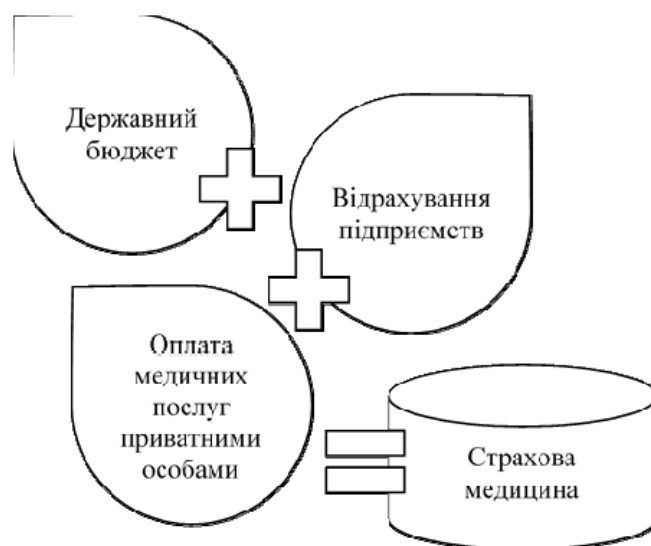 Державний
бюджет
Відрахування
підприємств
Оплата
медичних
послуг
приватними
особами
Страхова
медицина